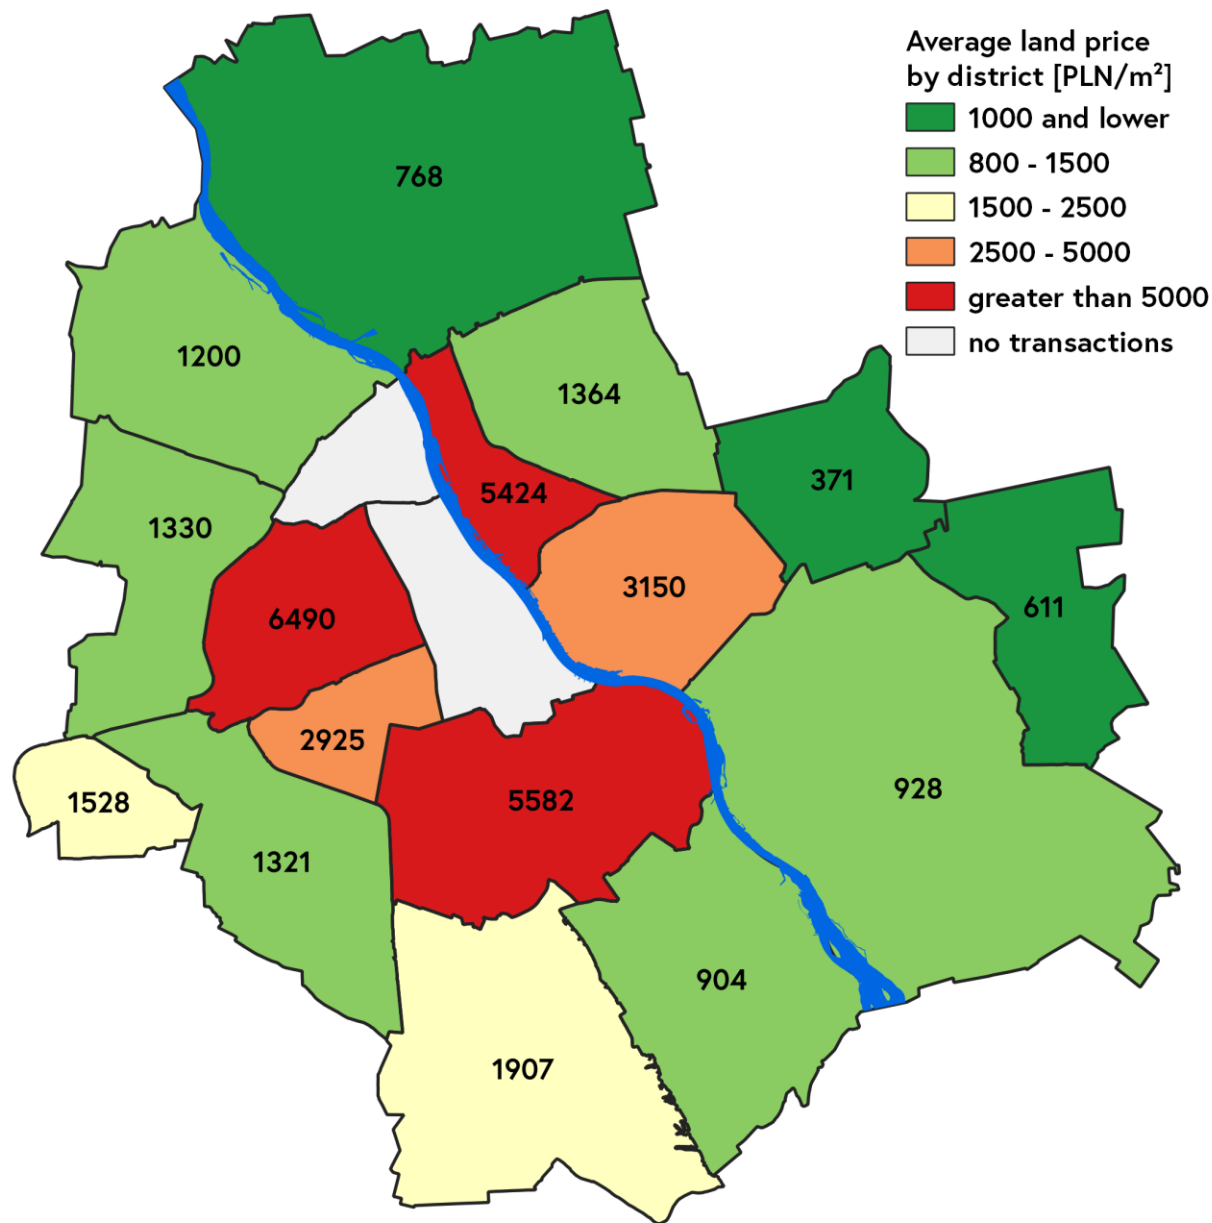 Average land price
by district [PLN/m²]
1000 and lower
800 - 1500
1500 - 2500
2500 - 5000
greater than 5000
no transactions
768
1200
1364
371
5424
1330
3150
611
6490
2925
928
1528
5582
1321
904
1907